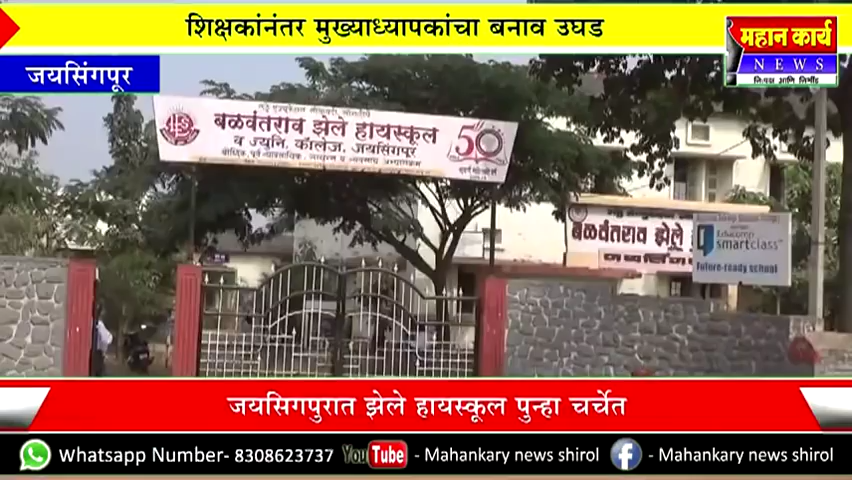 शिक्षकांनंतर मुख्याध्यापकांचा बनाव उघड
महान कार्य
NEWS
जयसिंगपूर
बळवंतराव झेले हायस्कूल
व ज्युनि. कॉलेज, जयसिंगपूर
50
बळवंतराव झेले
Educomp
smartclass
Future-ready school
जयसिगपुरात झेले हायस्कूल पुन्हा चर्चेत
Whatsapp Number- 8308623737 YouTube - Mahankary news shirol f - Mahankary news shirol